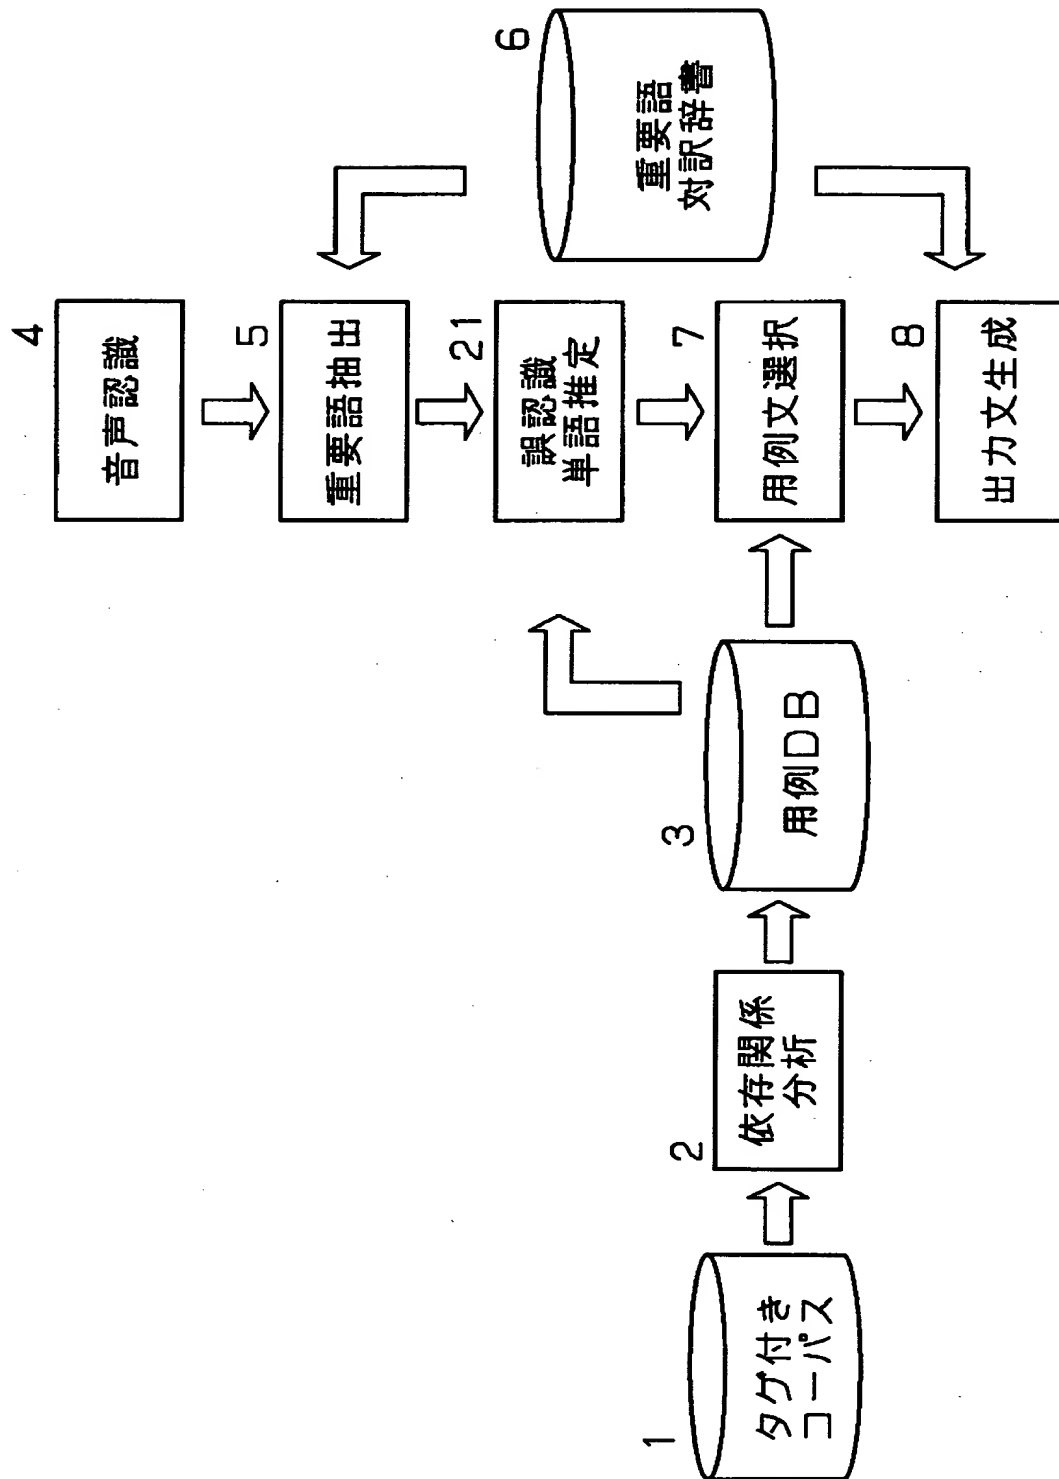 4
音声認識
5
重要語抽出
21
誤認識
単語推定
6
重要語
対訳辞書
1
タグ付き
コーパス
2
依存関係
分析
3
用例DB
7
用例文選択
8
出力文生成